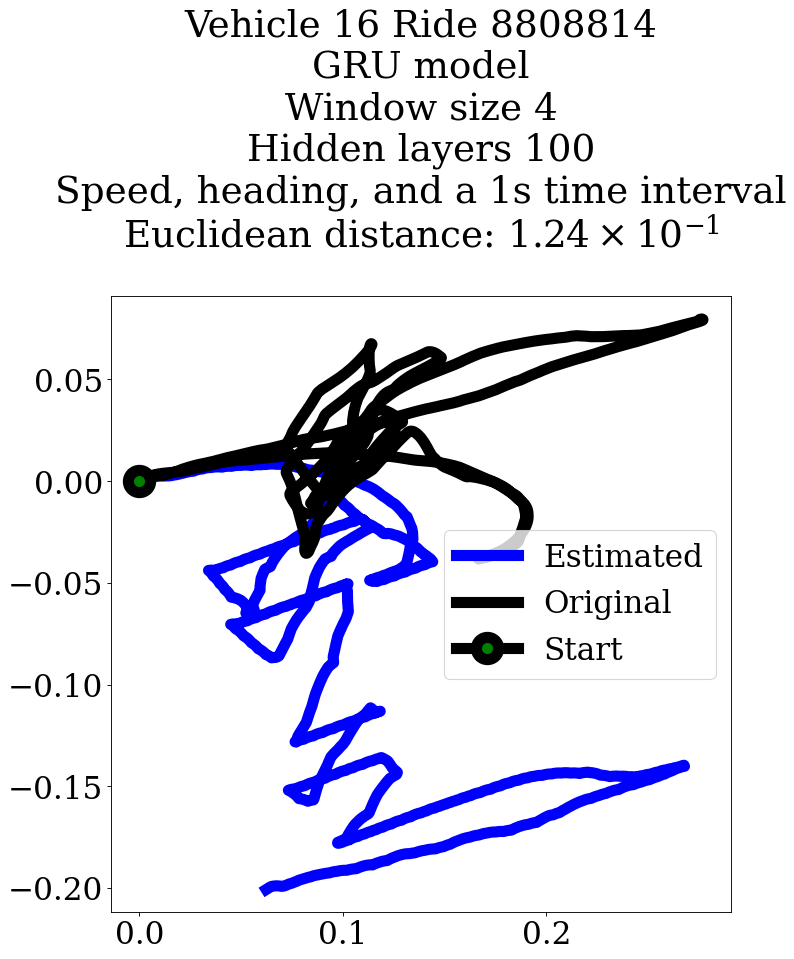 Vehicle 16 Ride 8808814
GRU model
Window size 4
Hidden layers 100
Speed, heading, and a 1s time interval
Euclidean distance: 1.24 × 10⁻¹
0.05
0.00
−0.05
−0.10
−0.15
−0.20
0.0 0.1 0.2
Estimated
Original
Start